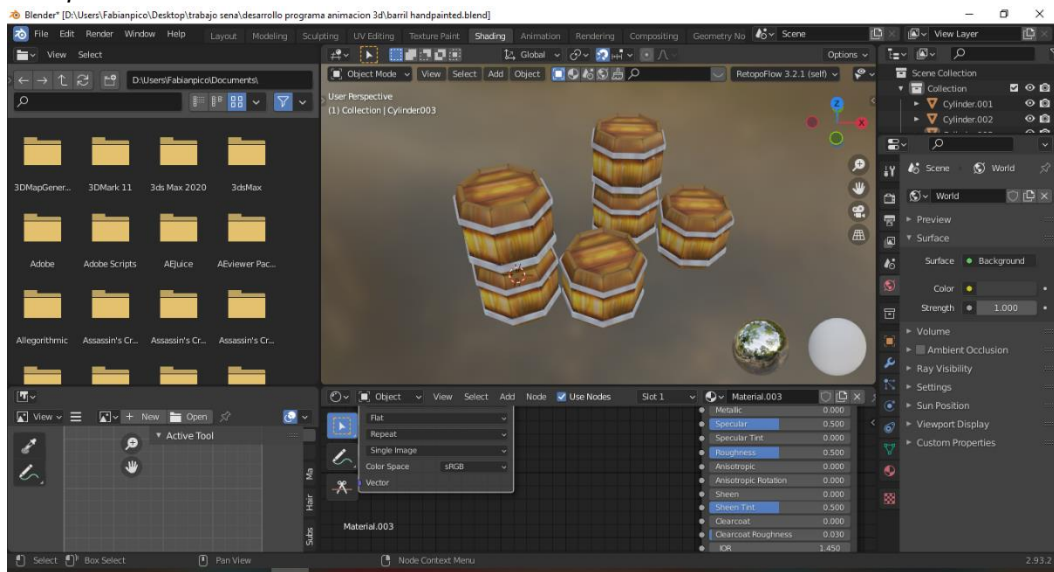 Blender* [D:\Users\Fabianpico\Desktop\trabajo sena\desarrollo programa animacion 3d\barril handpainted.blend]
File Edit Render Window Help Layout Modeling Sculpting UV Editing Texture Paint Shading Animation Rendering Compositing Geometry No Scene View Layer
View Select
Global Options
D:\Users\Fabianpico\Documents\
Object Mode View Select Add Object RetopoFlow 3.2.1 (self)
User Perspective
(1) Collection | Cylinder.003
Z
X
3DMapGener...
3DMark 11
3ds Max 2020
3dsMax
Adobe
Adobe Scripts
AEJuice
AEviewer Pac...
Allegorithmic
Assassin's Cr...
Assassin's Cr...
Assassin's Cr...
Scene Collection
Collection
Cylinder.001
Cylinder.002
Scene World
World
Preview
Surface
Surface Background
Color
Strength 1.000
Volume
Ambient Occlusion
Ray Visibility
Settings
Sun Position
Viewport Display
Custom Properties
View New Open
Active Tool
Ma
Hair
Subs
Object View Select Add Node Use Nodes Slot 1 Material.003
Flat
Repeat
Single Image
Color Space sRGB
Vector
Material.003
Metallic 0.000
Specular 0.500
Specular Tint 0.000
Roughness 0.500
Anisotropic 0.000
Anisotropic Rotation 0.000
Sheen 0.000
Sheen Tint 0.500
Clearcoat 0.000
Clearcoat Roughness 0.030
IOR 1.450
Select Box Select Pan View Node Context Menu 2.93.2